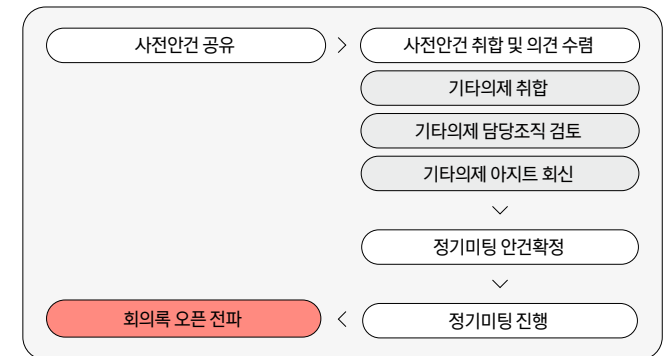 사전안건 공유
사전안건 취합 및 의견 수렴
기타의제 취합
기타의제 담당조직 검토
기타의제 아지트 회신
정기미팅 안건확정
정기미팅 진행
회의록 오픈 전파